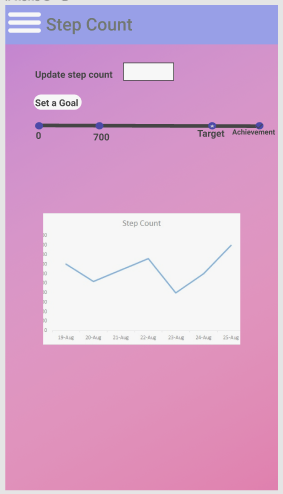 Step Count
Update step count
Set a Goal
0 700 Target Achievement
Step Count
0
19-Aug 20-Aug 21-Aug 22-Aug 23-Aug 24-Aug 25-Aug